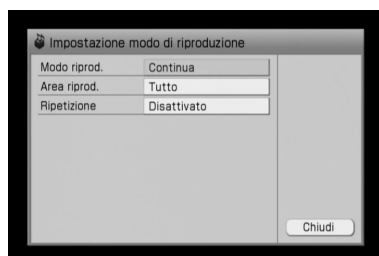 Impostazione modo di riproduzione
Modo riprod. Continua
Area riprod. Tutto
Ripetizione Disattivato
Chiudi